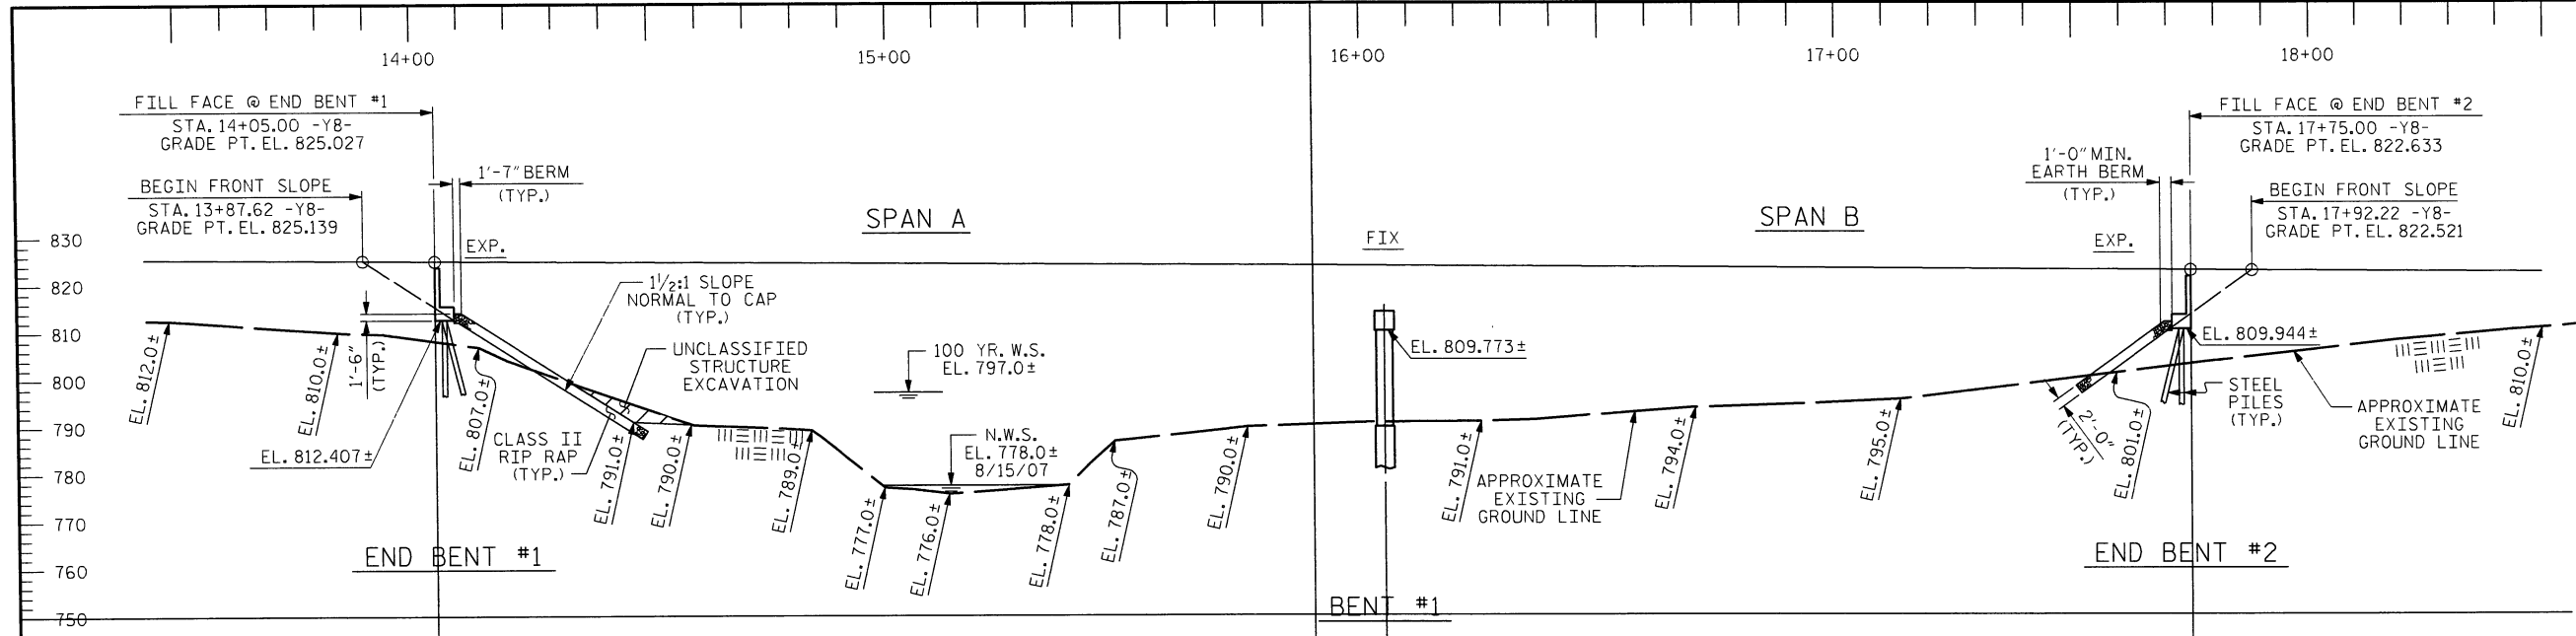 14+00
15+00
16+00
17+00
18+00
FILL FACE @ END BENT #1
STA. 14+05.00 -Y8-
GRADE PT. EL. 825.027
BEGIN FRONT SLOPE
STA. 13+87.62 -Y8-
GRADE PT. EL. 825.139
1'-7" BERM
(TYP.)
EXP.
SPAN A
FIX
SPAN B
EXP.
1'-0" MIN.
EARTH BERM
(TYP.)
FILL FACE @ END BENT #2
STA. 17+75.00 -Y8-
GRADE PT. EL. 822.633
BEGIN FRONT SLOPE
STA. 17+92.22 -Y8-
GRADE PT. EL. 822.521
830
820
810
800
790
780
770
760
750
1½:1 SLOPE
NORMAL TO CAP
(TYP.)
UNCLASSIFIED
STRUCTURE
EXCAVATION
1'-6"
(TYP.)
100 YR. W.S.
EL. 797.0±
N.W.S.
EL. 778.0±
8/15/07
CLASS II
RIP RAP
(TYP.)
EL. 812.407±
EL. 809.773±
EL. 809.944±
STEEL
PILES
(TYP.)
2'-0"
(TYP.)
APPROXIMATE
EXISTING
GROUND LINE
APPROXIMATE
EXISTING
GROUND LINE
EL. 812.0±
EL. 810.0±
EL. 807.0±
EL. 791.0±
EL. 790.0±
EL. 789.0±
EL. 777.0±
EL. 776.0±
EL. 778.0±
EL. 787.0±
EL. 790.0±
EL. 791.0±
EL. 794.0±
EL. 795.0±
EL. 801.0±
EL. 810.0±
END BENT #1
BENT #1
END BENT #2